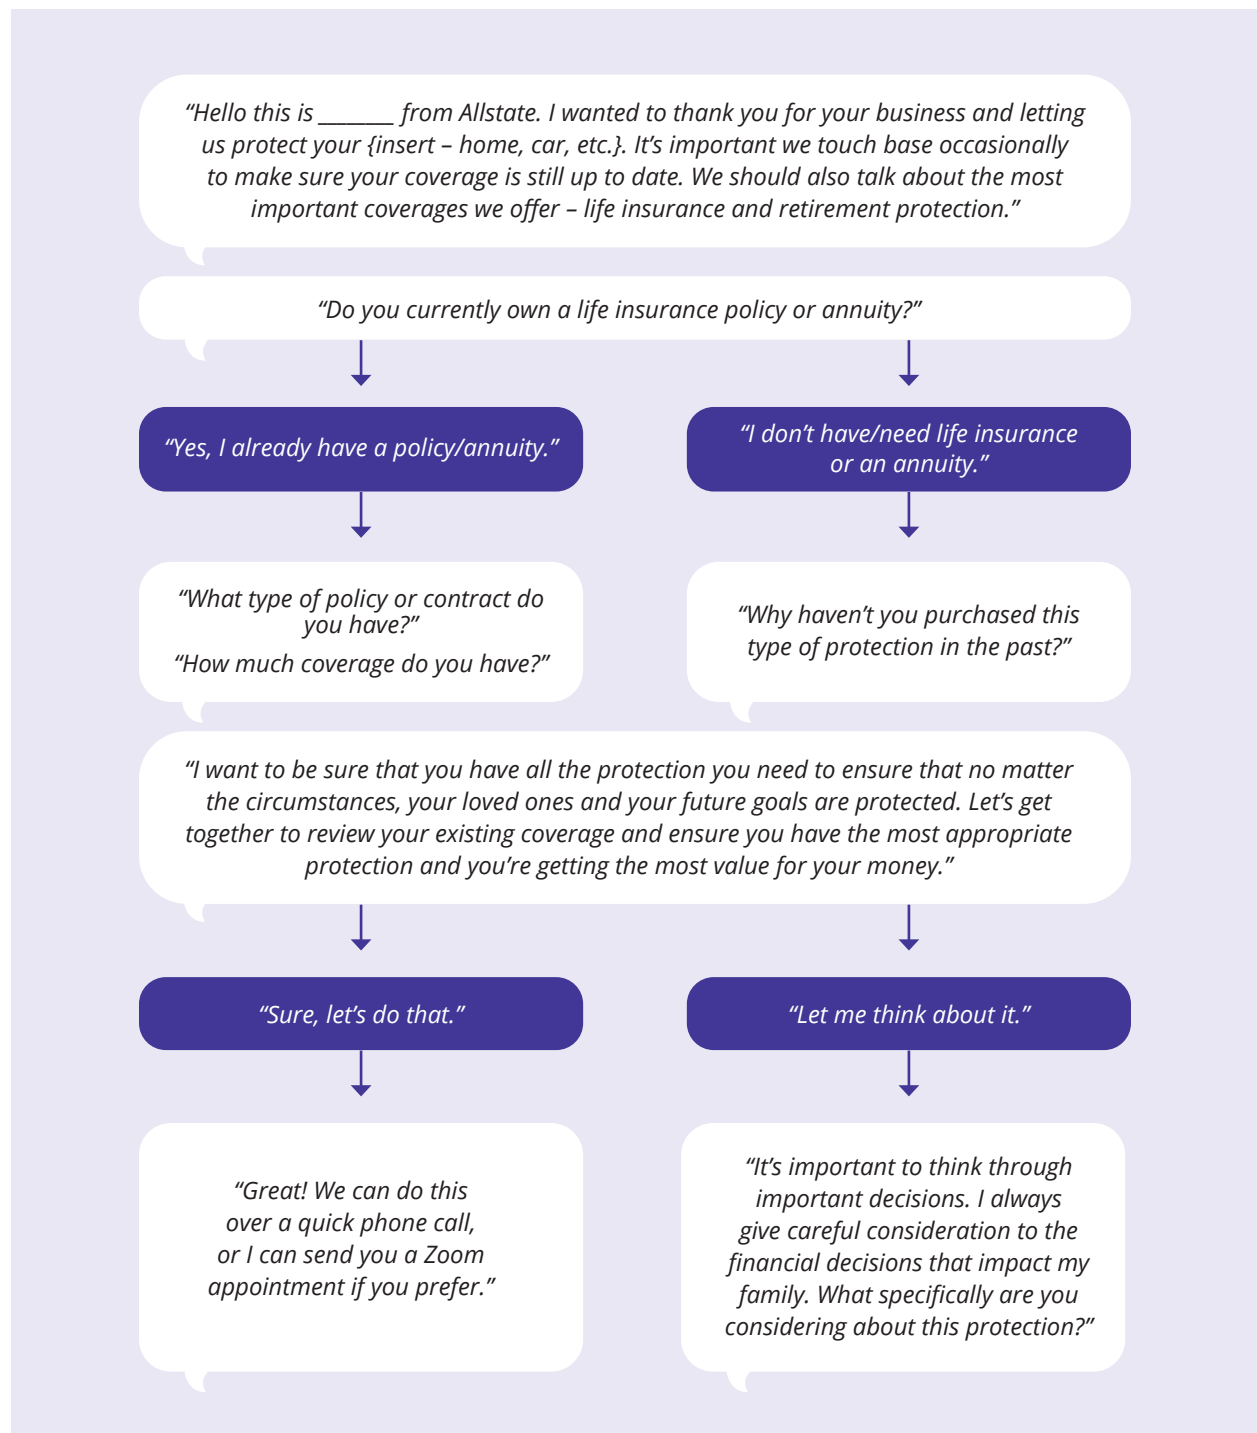 “Hello this is ________ from Allstate. I wanted to thank you for your business and letting
us protect your {insert – home, car, etc.}. It’s important we touch base occasionally
to make sure your coverage is still up to date. We should also talk about the most
important coverages we offer – life insurance and retirement protection.”
“Do you currently own a life insurance policy or annuity?”
“Yes, I already have a policy/annuity.”
“I don’t have/need life insurance
or an annuity.”
“What type of policy or contract do
you have?”
“How much coverage do you have?”
“Why haven’t you purchased this
type of protection in the past?”
“I want to be sure that you have all the protection you need to ensure that no matter
the circumstances, your loved ones and your future goals are protected. Let’s get
together to review your existing coverage and ensure you have the most appropriate
protection and you’re getting the most value for your money.”
“Sure, let’s do that.”
“Let me think about it.”
“Great! We can do this
over a quick phone call,
or I can send you a Zoom
appointment if you prefer.”
“It’s important to think through
important decisions. I always
give careful consideration to the
financial decisions that impact my
family. What specifically are you
considering about this protection?”